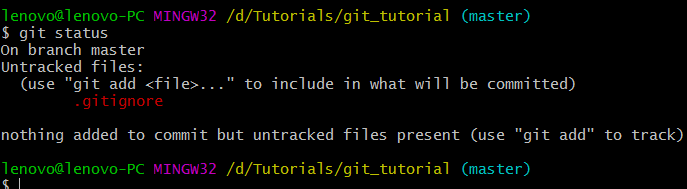 lenovo@lenovo-PC MINGW32 /d/Tutorials/git_tutorial (master)
$ git status
On branch master
Untracked files:
  (use "git add <file>..." to include in what will be committed)
        .gitignore

nothing added to commit but untracked files present (use "git add" to track)

lenovo@lenovo-PC MINGW32 /d/Tutorials/git_tutorial (master)
$